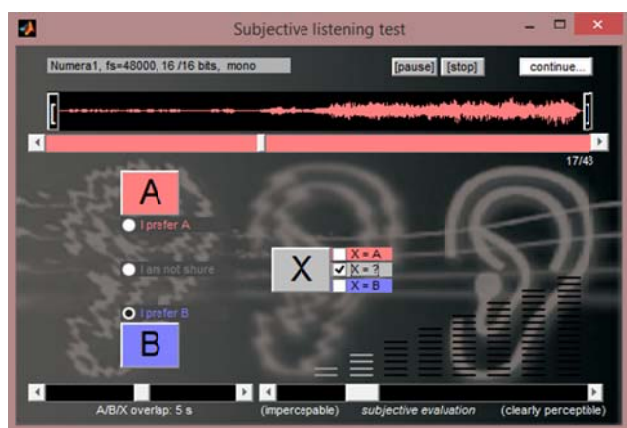 Subjective listening test
Numera1, fs=48000, 16 /16 bits, mono
[pause] [stop] continue...
17/43
A
I prefer A
X = A
I am not shure
X
X = ?
X = B
I prefer B
B
A/B/X overlap: 5 s
(impercepable) subjective evaluation (clearly perceptible)